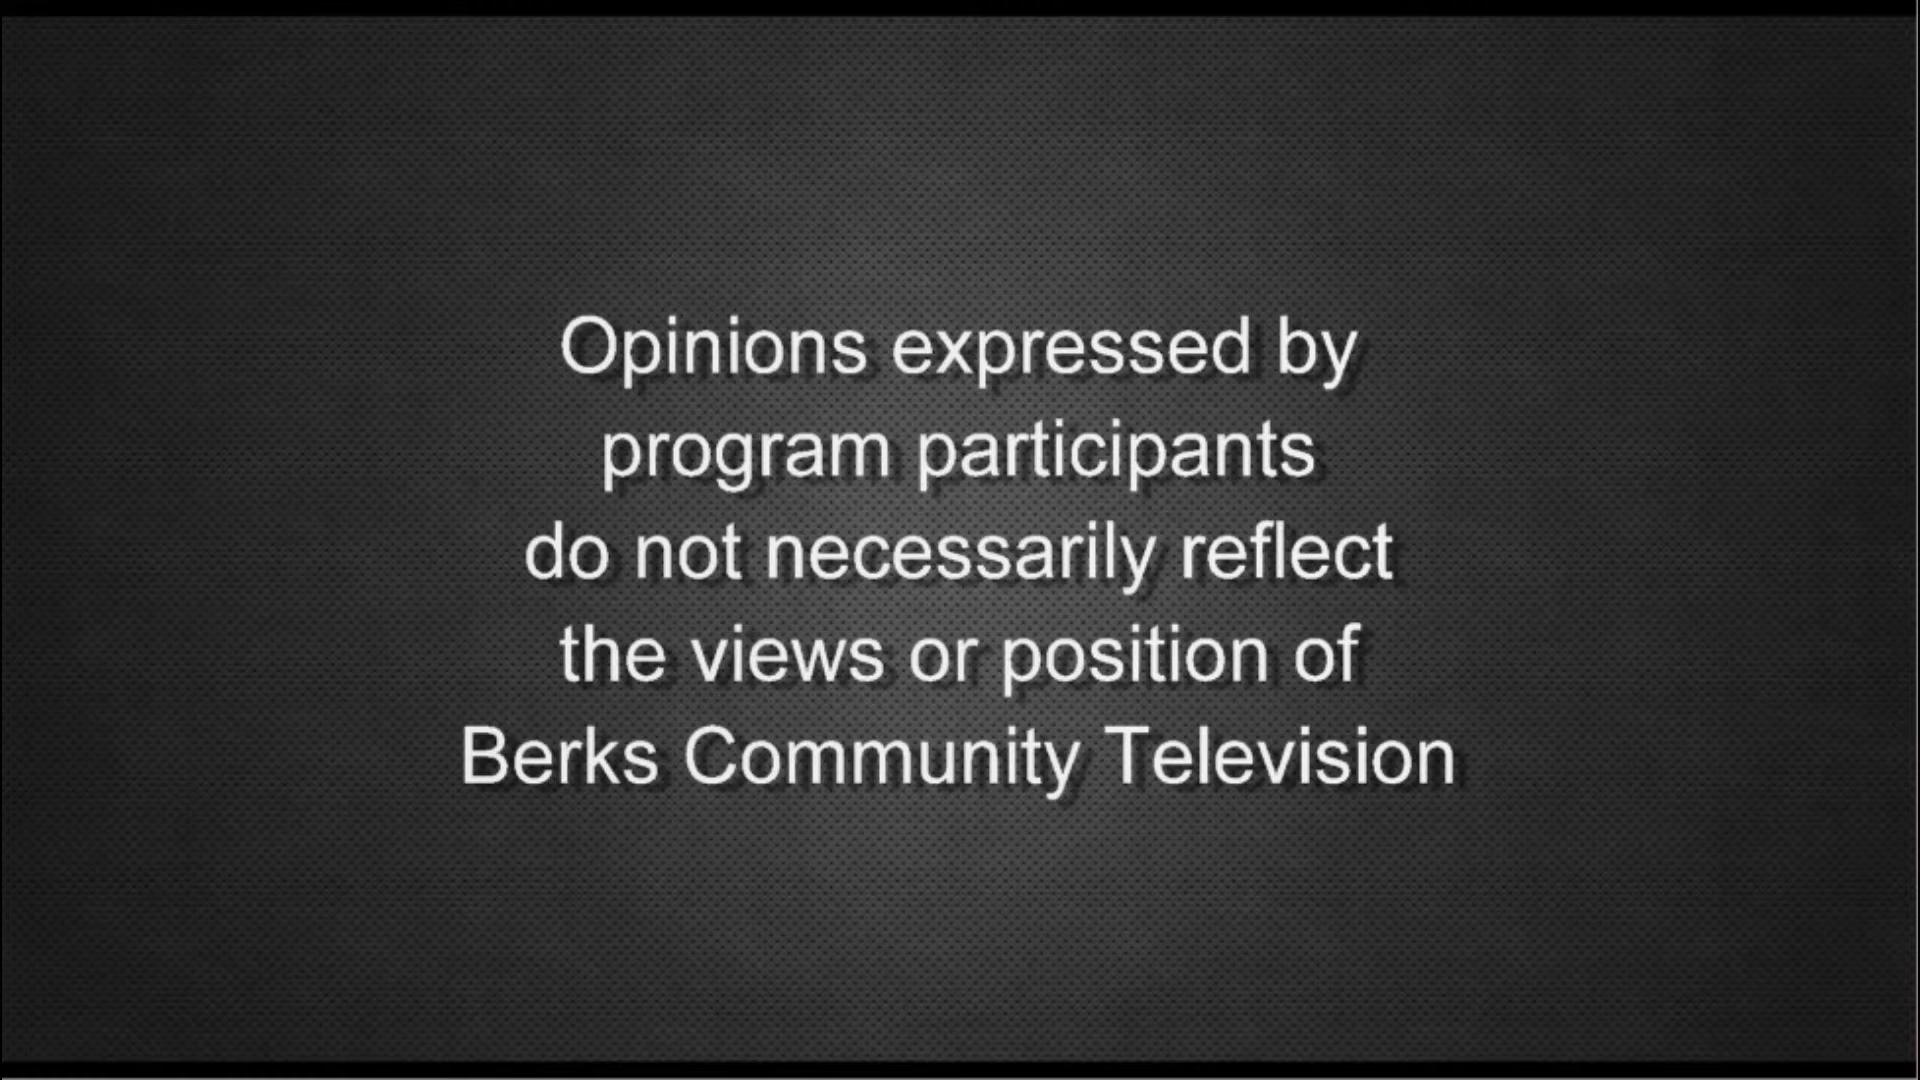 Opinions expressed by
program participants
do not necessarily reflect
the views or position of
Berks Community Television